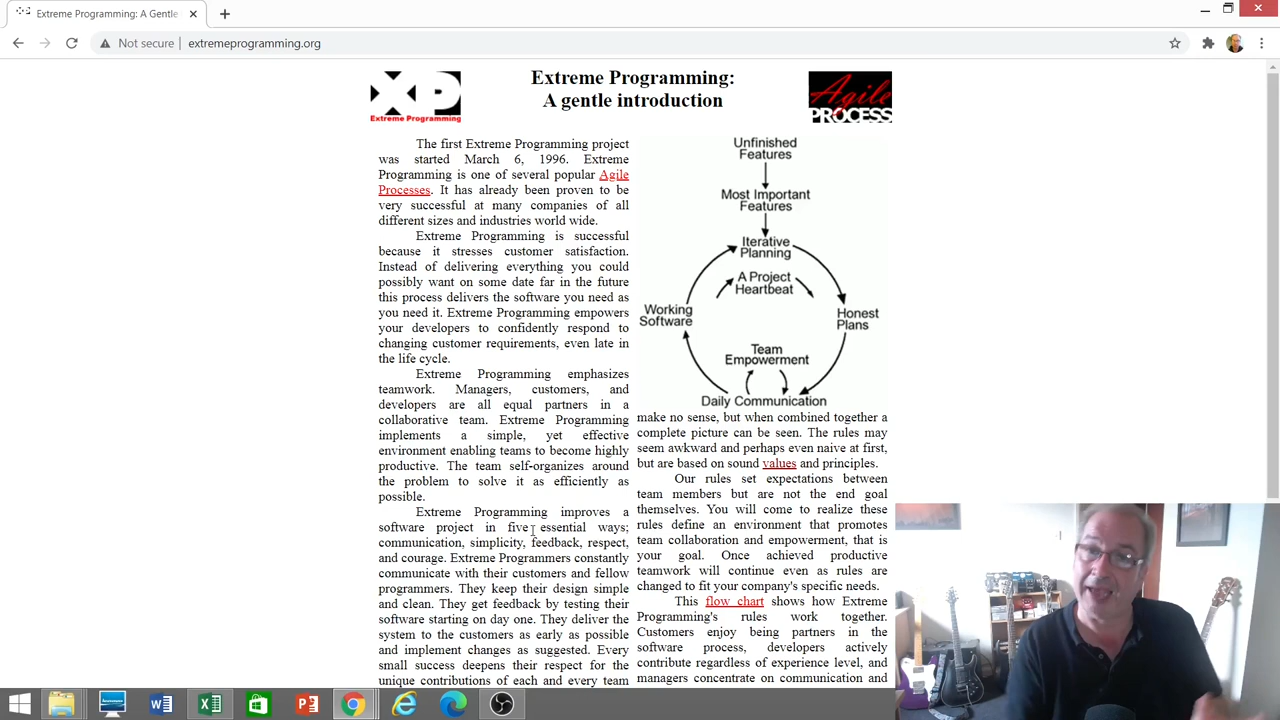 Extreme Programming: A Gentle
Not secure
extremeprogramming.org
XP
Extreme Programming
Extreme Programming:
A gentle introduction
Agile
PROCESS
The first Extreme Programming project
was started March 6, 1996. Extreme
Programming is one of several popular Agile
Processes. It has already been proven to be
very successful at many companies of all
different sizes and industries world wide.
Extreme Programming is successful
because it stresses customer satisfaction.
Instead of delivering everything you could
possibly want on some date far in the future
this process delivers the software you need as
you need it. Extreme Programming empowers
your developers to confidently respond to
changing customer requirements, even late in
the life cycle.
Extreme Programming emphasizes
teamwork. Managers, customers, and
developers are all equal partners in a
collaborative team. Extreme Programming
implements a simple, yet effective
environment enabling teams to become highly
productive. The team self-organizes around
the problem to solve it as efficiently as
possible.
Extreme Programming improves a
software project in five essential ways;
communication, simplicity, feedback, respect,
and courage. Extreme Programmers constantly
communicate with their customers and fellow
programmers. They keep their design simple
and clean. They get feedback by testing their
software starting on day one. They deliver the
system to the customers as early as possible
and implement changes as suggested. Every
small success deepens their respect for the
unique contributions of each and every team
Unfinished
Features
Most Important
Features
Iterative
Planning
A Project
Heartbeat
Working
Software
Honest
Plans
Team
Empowerment
Daily Communication
make no sense, but when combined together a
complete picture can be seen. The rules may
seem awkward and perhaps even naive at first,
but are based on sound values and principles.
Our rules set expectations between
team members but are not the end goal
themselves. You will come to realize these
rules define an environment that promotes
team collaboration and empowerment, that is
your goal. Once achieved productive
teamwork will continue even as rules are
changed to fit your company's specific needs.
This flow chart shows how Extreme
Programming's rules work together.
Customers enjoy being partners in the
software process, developers actively
contribute regardless of experience level, and
managers concentrate on communication and